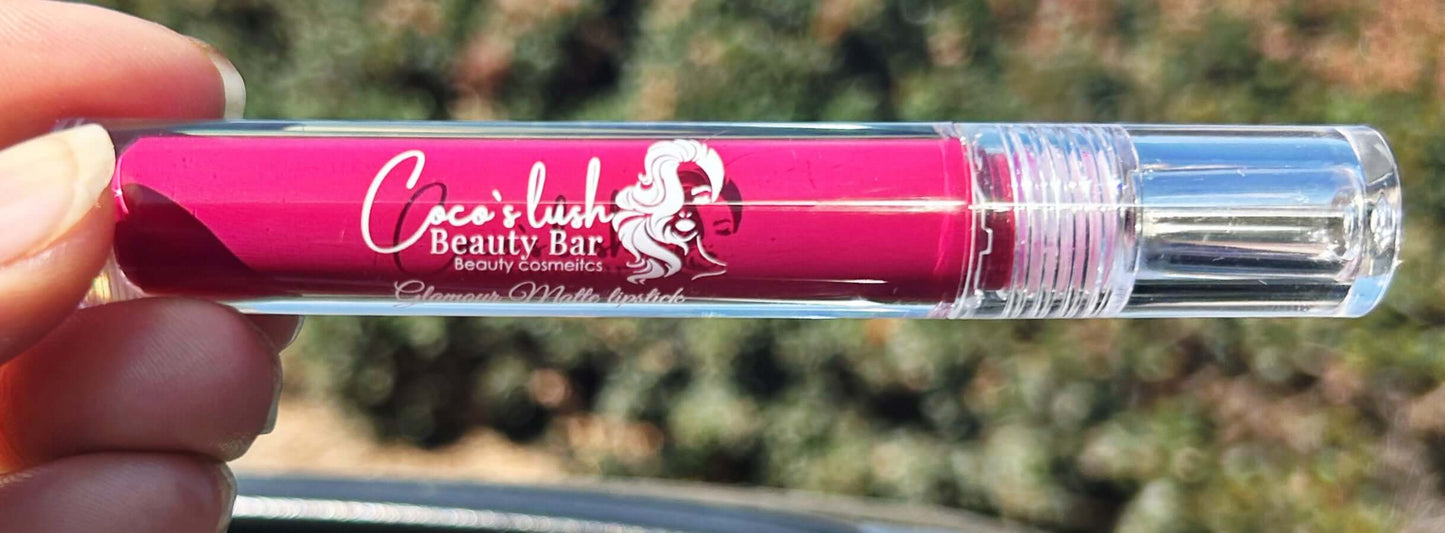 Coco`s lush
Beauty Bar
Beauty cosmeitcs
Glamour Matte lipstick